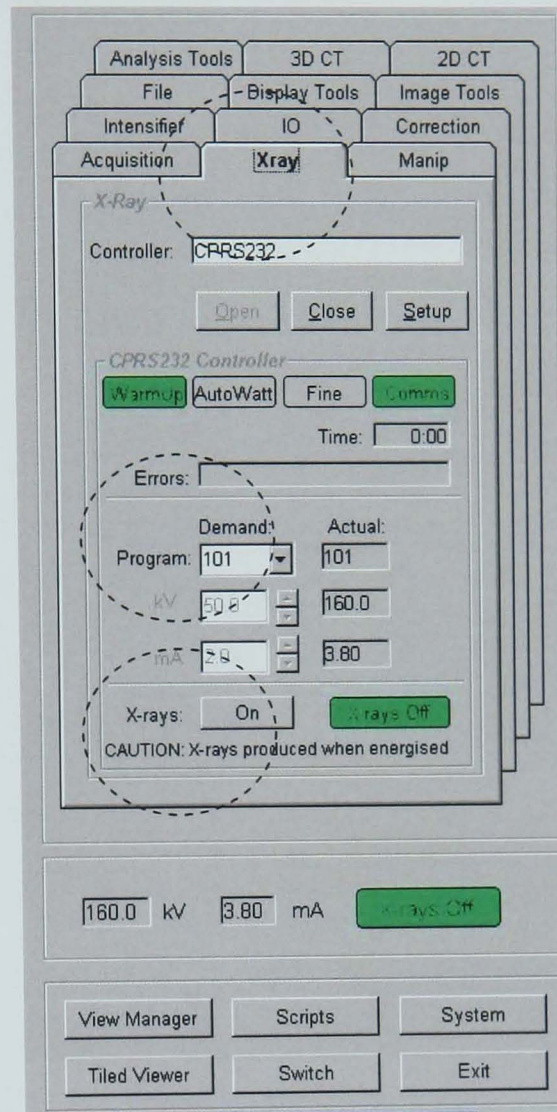 Analysis Tools 3D CT 2D CT
File Display Tools Image Tools
Intensifier IO Correction
Acquisition Xray Manip
X-Ray
Controller: CPRS232
Open Close Setup
CPRS232 Controller
WarmUp AutoWatt Fine Comms
Time: 0:00
Errors:
Demand: Actual:
Program: 101 101
kV 50.0 160.0
mA 2.0 3.80
X-rays: On X-rays Off
CAUTION: X-rays produced when energised
160.0 kV 3.80 mA X-rays Off
View Manager Scripts System
Tiled Viewer Switch Exit